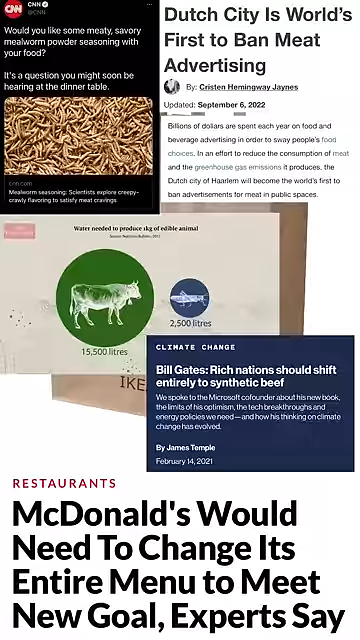 CNN
CNN
@CNN
Would you like some meaty, savory
mealworm powder seasoning with
your food?
It's a question you might soon be
hearing at the dinner table.
cnn.com
Mealworm seasoning: Scientists explore creepy-
crawly flavoring to satisfy meat cravings
Dutch City Is World's
First to Ban Meat
Advertising
By: Cristen Hemingway Jaynes
Updated: September 6, 2022
Billions of dollars are spent each year on food and
beverage advertising in order to sway people's food
choices. In an effort to reduce the consumption of meat
and the greenhouse gas emissions it produces, the
Dutch city of Haarlem will become the world's first to
ban advertisements for meat in public spaces.
Water needed to produce 1kg of edible animal
15,500 litres
2,500 litres
IKE
CLIMATE CHANGE
Bill Gates: Rich nations should shift
entirely to synthetic beef
We spoke to the Microsoft cofounder about his new book,
the limits of his optimism, the tech breakthroughs and
energy policies we need—and how his thinking on climate
change has evolved.
By James Temple
February 14, 2021
RESTAURANTS
McDonald's Would
Need To Change Its
Entire Menu to Meet
New Goal, Experts Say